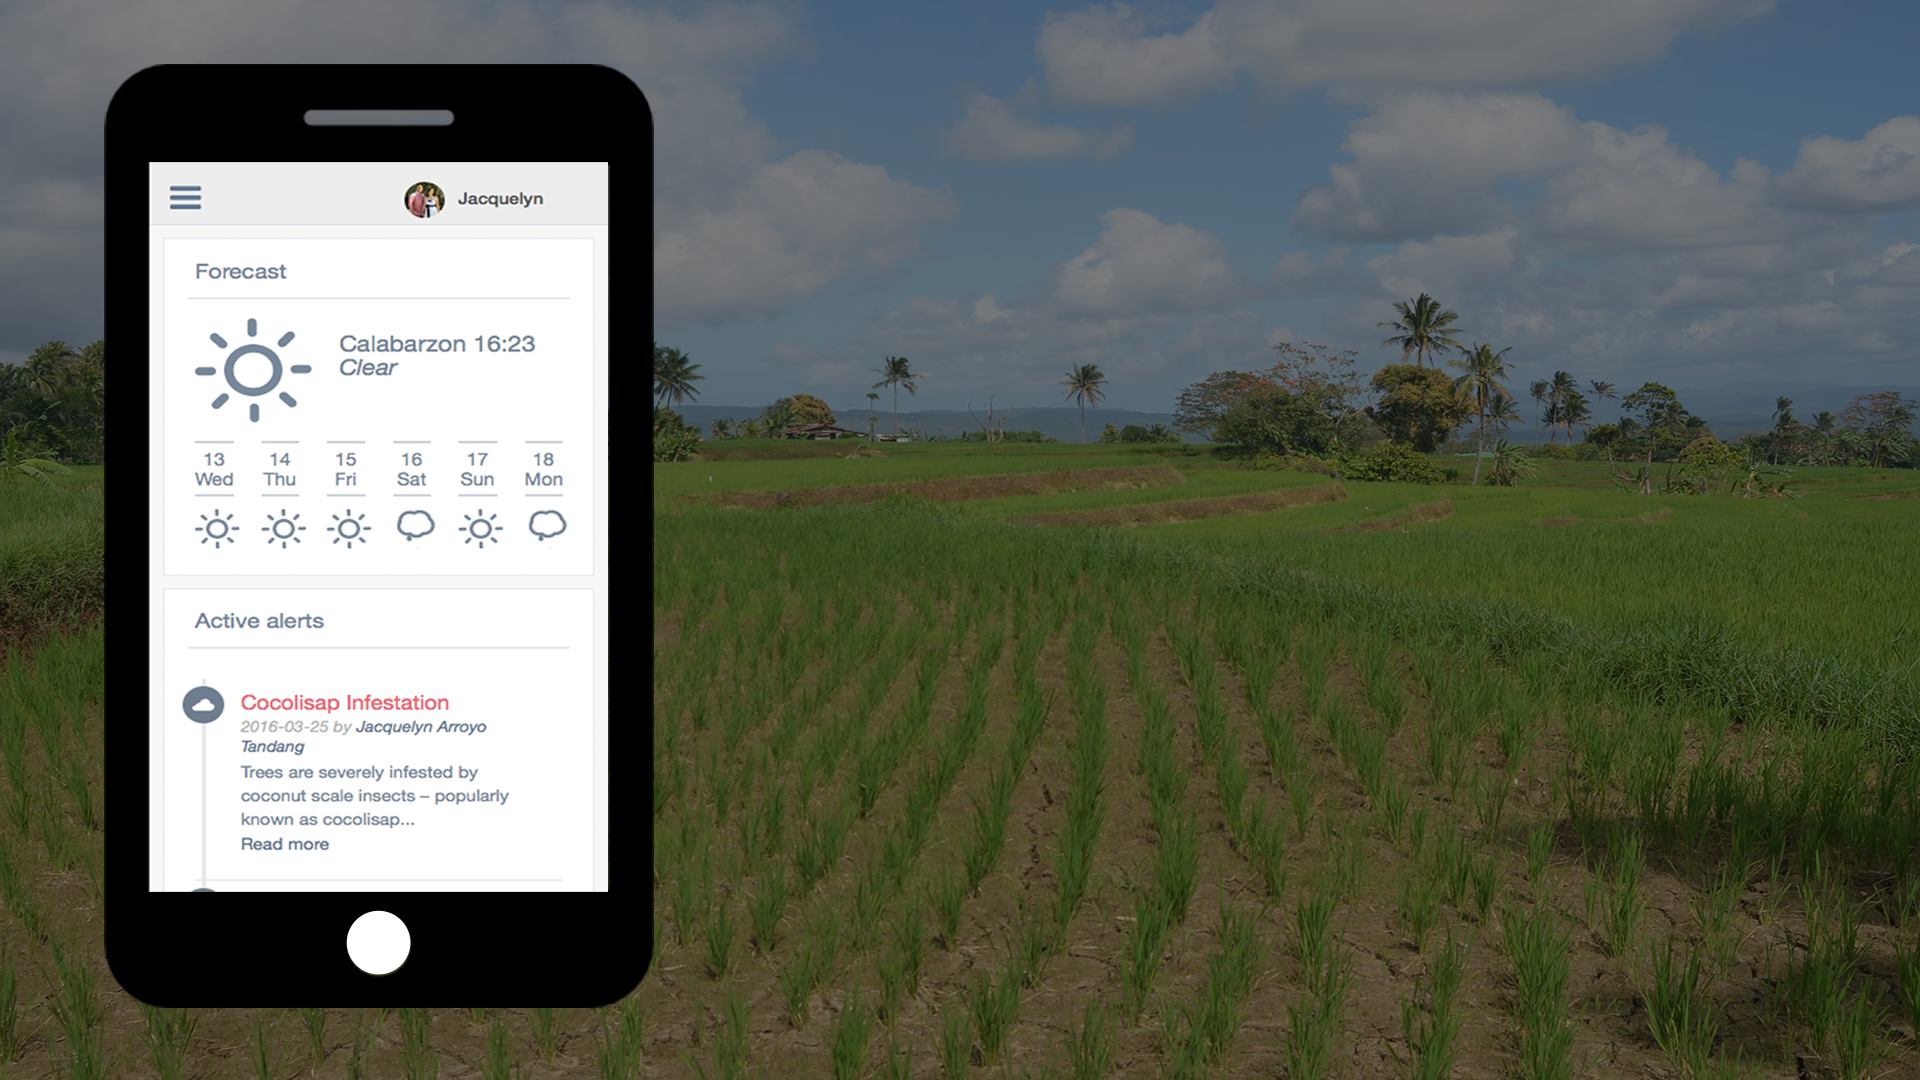 Jacquelyn
Forecast
Calabarzon 16:23
Clear
13 14 15 16 17 18
Wed Thu Fri Sat Sun Mon
Active alerts
Cocolisap Infestation
2016-03-25 by Jacquelyn Arroyo
Tandang
Trees are severely infested by
coconut scale insects – popularly
known as cocolisap...
Read more